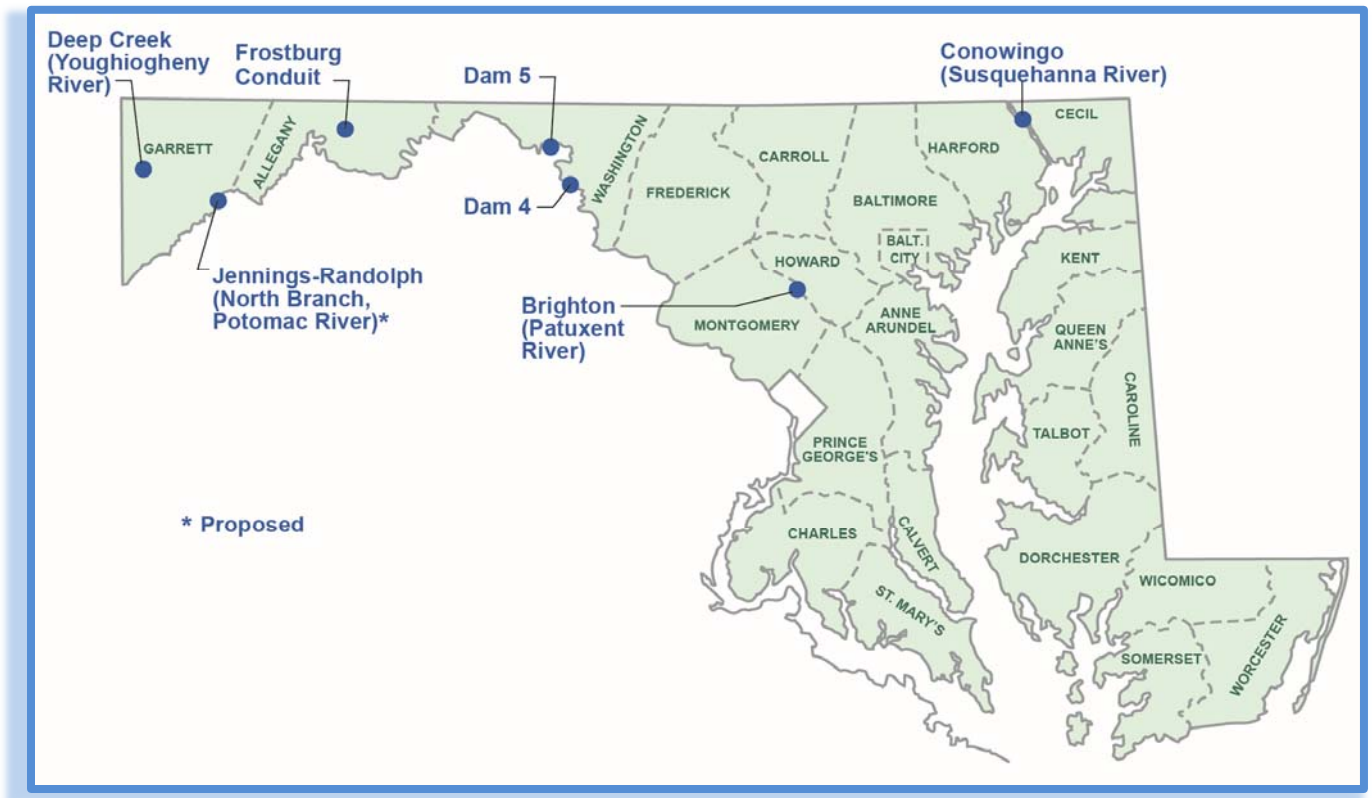 Deep Creek
(Youghiogheny
River)
Frostburg
Conduit
Dam 5
Conowingo
(Susquehanna River)
CECIL
GARRETT
ALLEGANY
WASHINGTON
CARROLL
HARFORD
FREDERICK
BALTIMORE
Dam 4
BALT.
CITY
HOWARD
KENT
Jennings-Randolph
(North Branch,
Potomac River)*
Brighton
(Patuxent
River)
MONTGOMERY
ANNE
ARUNDEL
QUEEN
ANNE'S
CAROLINE
TALBOT
PRINCE
GEORGE'S
* Proposed
CHARLES
CALVERT
DORCHESTER
WICOMICO
ST. MARY'S
SOMERSET
WORCESTER